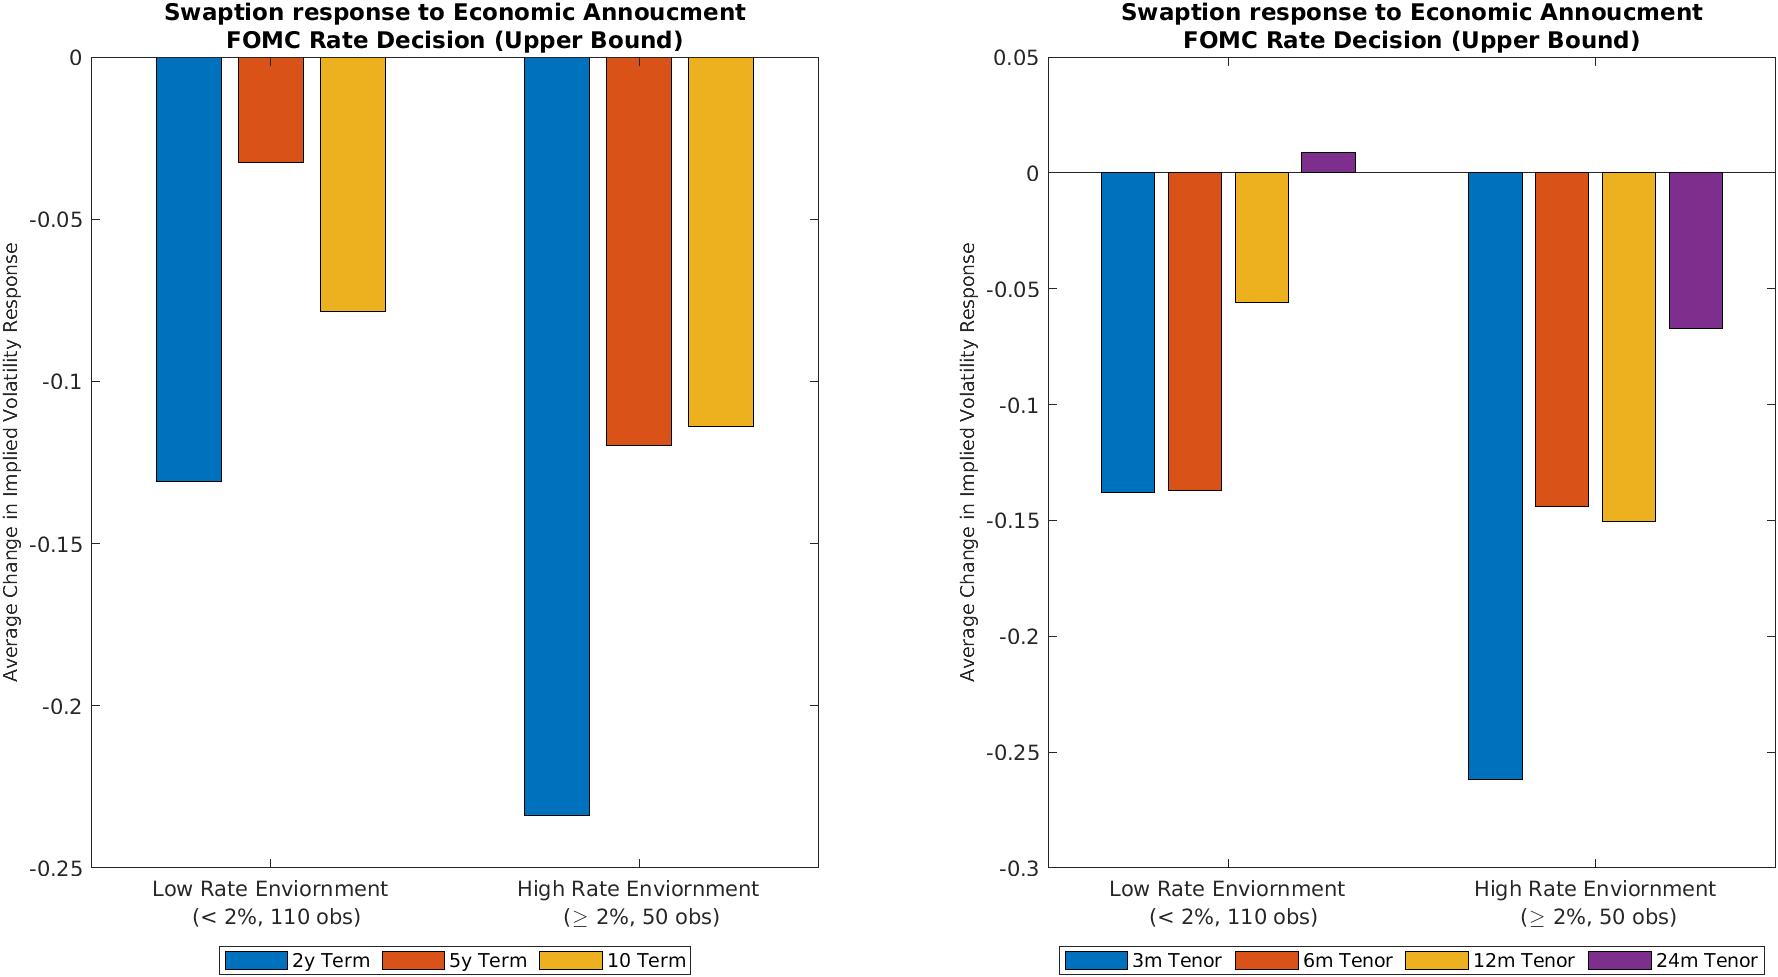 Swaption response to Economic Annoucment
FOMC Rate Decision (Upper Bound)
Average Change in Implied Volatility Response
0
-0.05
-0.1
-0.15
-0.2
-0.25
Low Rate Enviornment
(< 2%, 110 obs)
High Rate Enviornment
(≥ 2%, 50 obs)
2y Term
5y Term
10 Term
Swaption response to Economic Annoucment
FOMC Rate Decision (Upper Bound)
Average Change in Implied Volatility Response
0.05
0
-0.05
-0.1
-0.15
-0.2
-0.25
-0.3
Low Rate Enviornment
(< 2%, 110 obs)
High Rate Enviornment
(≥ 2%, 50 obs)
3m Tenor
6m Tenor
12m Tenor
24m Tenor